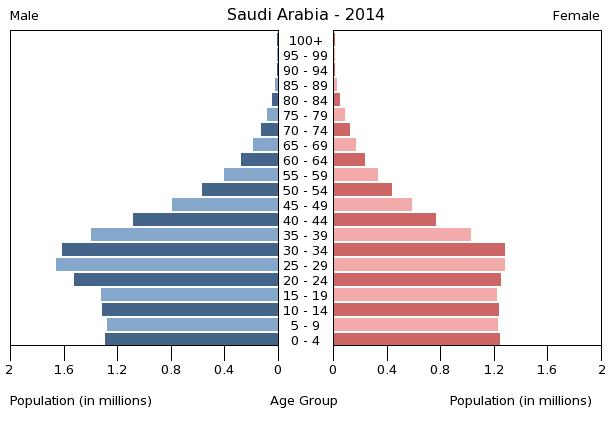 Male
Saudi Arabia - 2014
Female
100+
95 - 99
90 - 94
85 - 89
80 - 84
75 - 79
70 - 74
65 - 69
60 - 64
55 - 59
50 - 54
45 - 49
40 - 44
35 - 39
30 - 34
25 - 29
20 - 24
15 - 19
10 - 14
5 - 9
0 - 4
2 1.6 1.2 0.8 0.4 0 0 0.4 0.8 1.2 1.6 2
Population (in millions)
Age Group
Population (in millions)